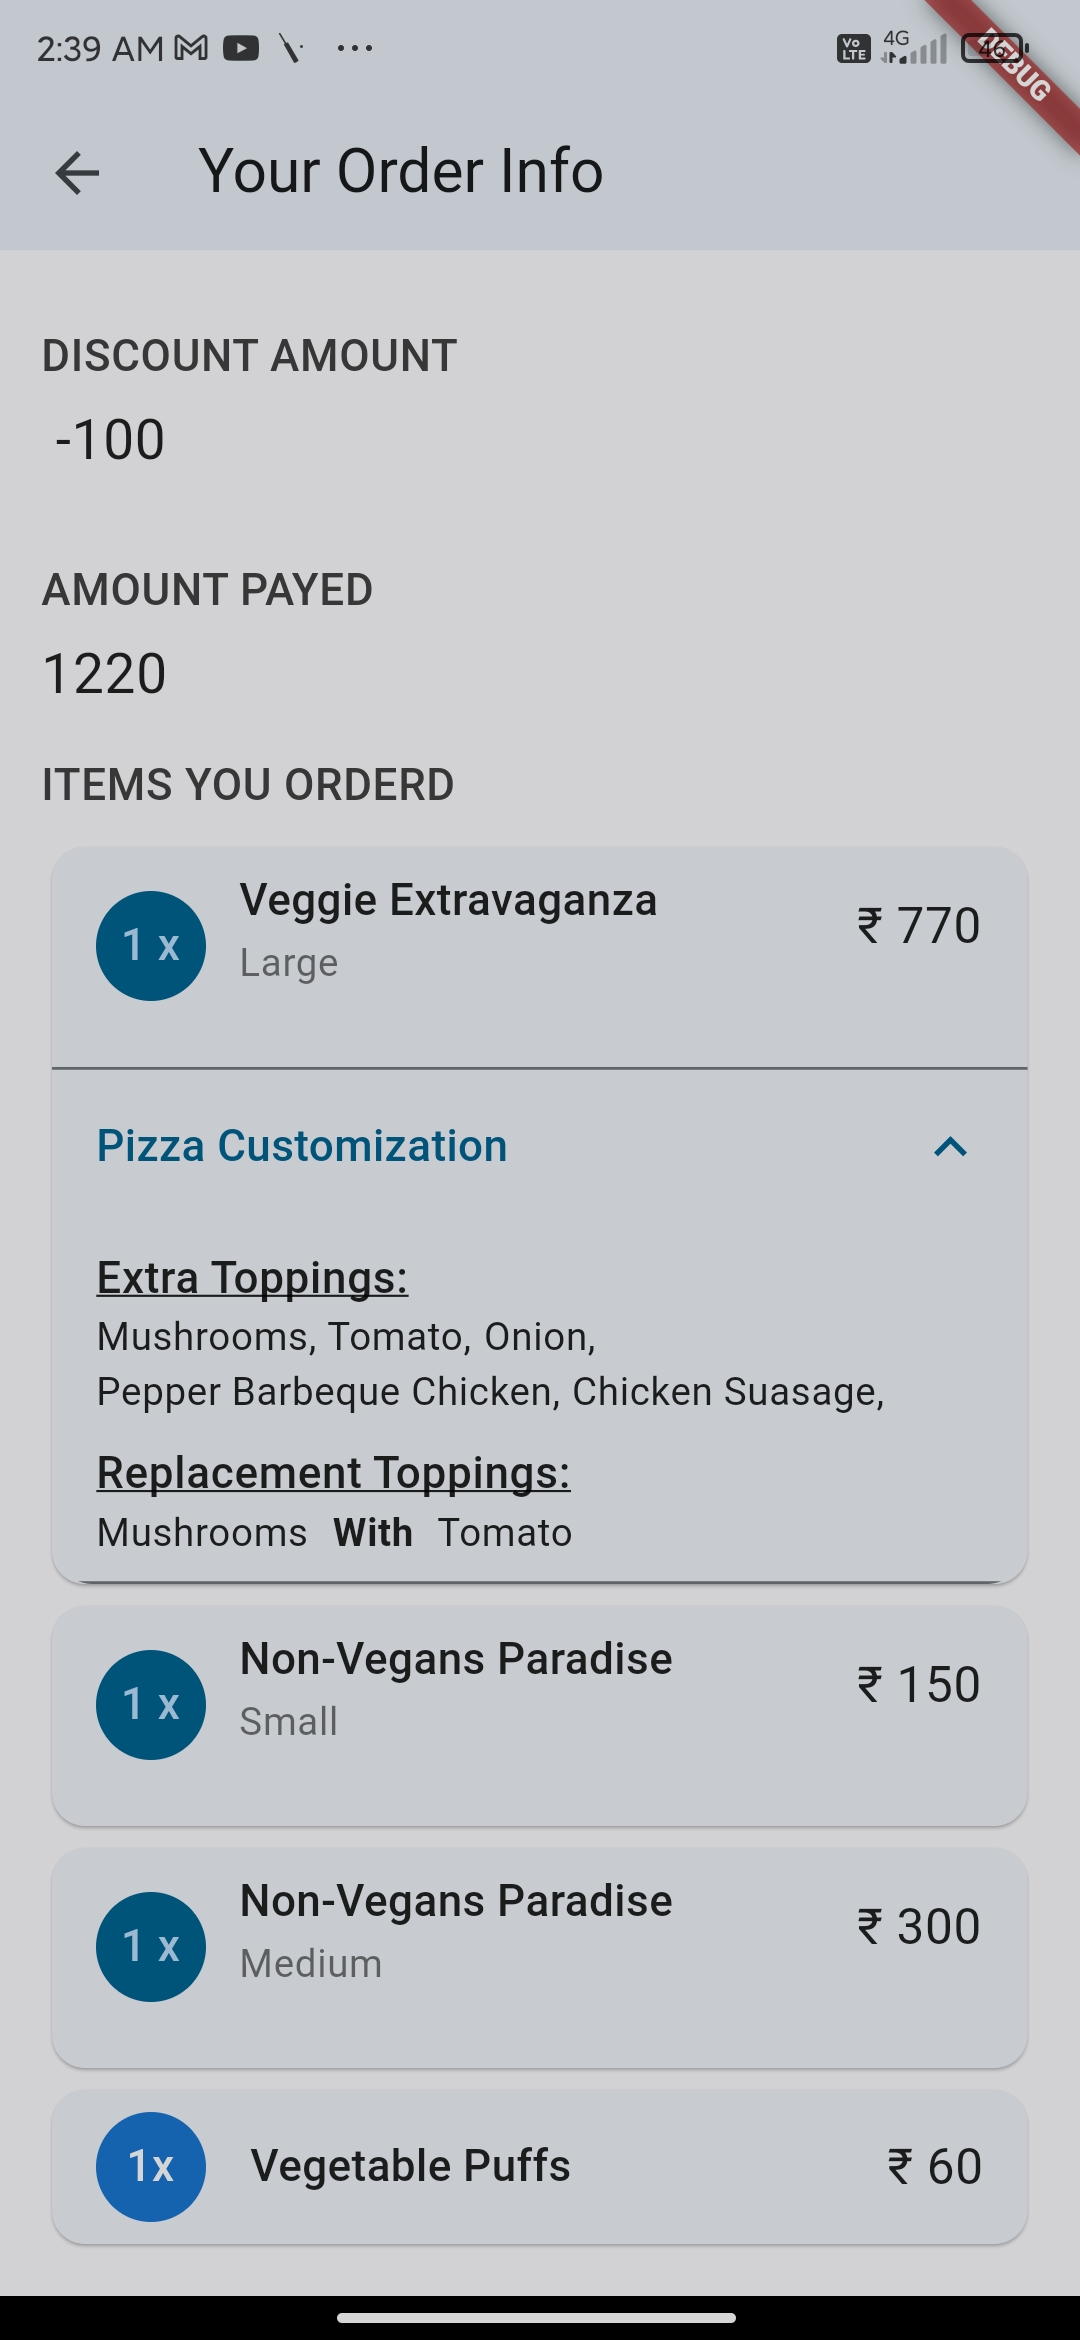 2:39 AM
Vo LTE
4G
46
DEBUG
Your Order Info
DISCOUNT AMOUNT
-100
AMOUNT PAYED
1220
ITEMS YOU ORDERD
1 x
Veggie Extravaganza
Large
₹ 770
Pizza Customization
Extra Toppings:
Mushrooms, Tomato, Onion,
Pepper Barbeque Chicken, Chicken Suasage,
Replacement Toppings:
Mushrooms With Tomato
1 x
Non-Vegans Paradise
Small
₹ 150
1 x
Non-Vegans Paradise
Medium
₹ 300
1x
Vegetable Puffs
₹ 60